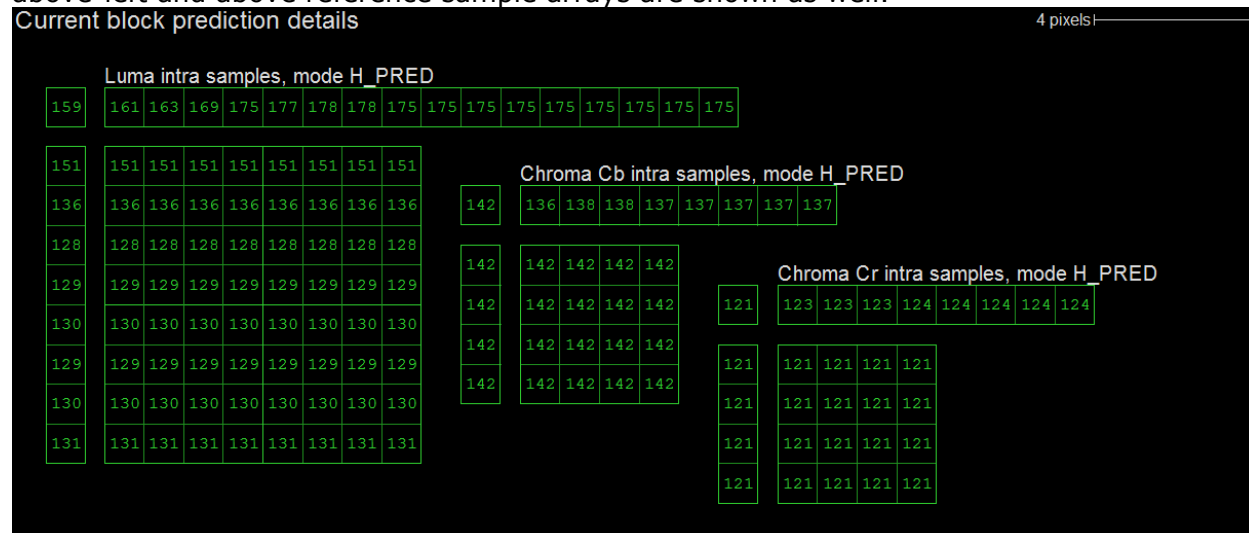 above-left and above reference sample arrays are shown as well.
Current block prediction details
4 pixels
Luma intra samples, mode H_PRED
159 161 163 169 175 177 178 178 175 175 175 175 175 175 175 175 175
151 151 151 151 151 151 151 151 151
136 136 136 136 136 136 136 136 136
128 128 128 128 128 128 128 128 128
129 129 129 129 129 129 129 129 129
130 130 130 130 130 130 130 130 130
129 129 129 129 129 129 129 129 129
130 130 130 130 130 130 130 130 130
131 131 131 131 131 131 131 131 131
Chroma Cb intra samples, mode H_PRED
142 136 138 138 137 137 137 137 137
142 142 142 142 142
142 142 142 142 142
142 142 142 142 142
142 142 142 142 142
Chroma Cr intra samples, mode H_PRED
121 123 123 123 124 124 124 124 124
121 121 121 121 121
121 121 121 121 121
121 121 121 121 121
121 121 121 121 121